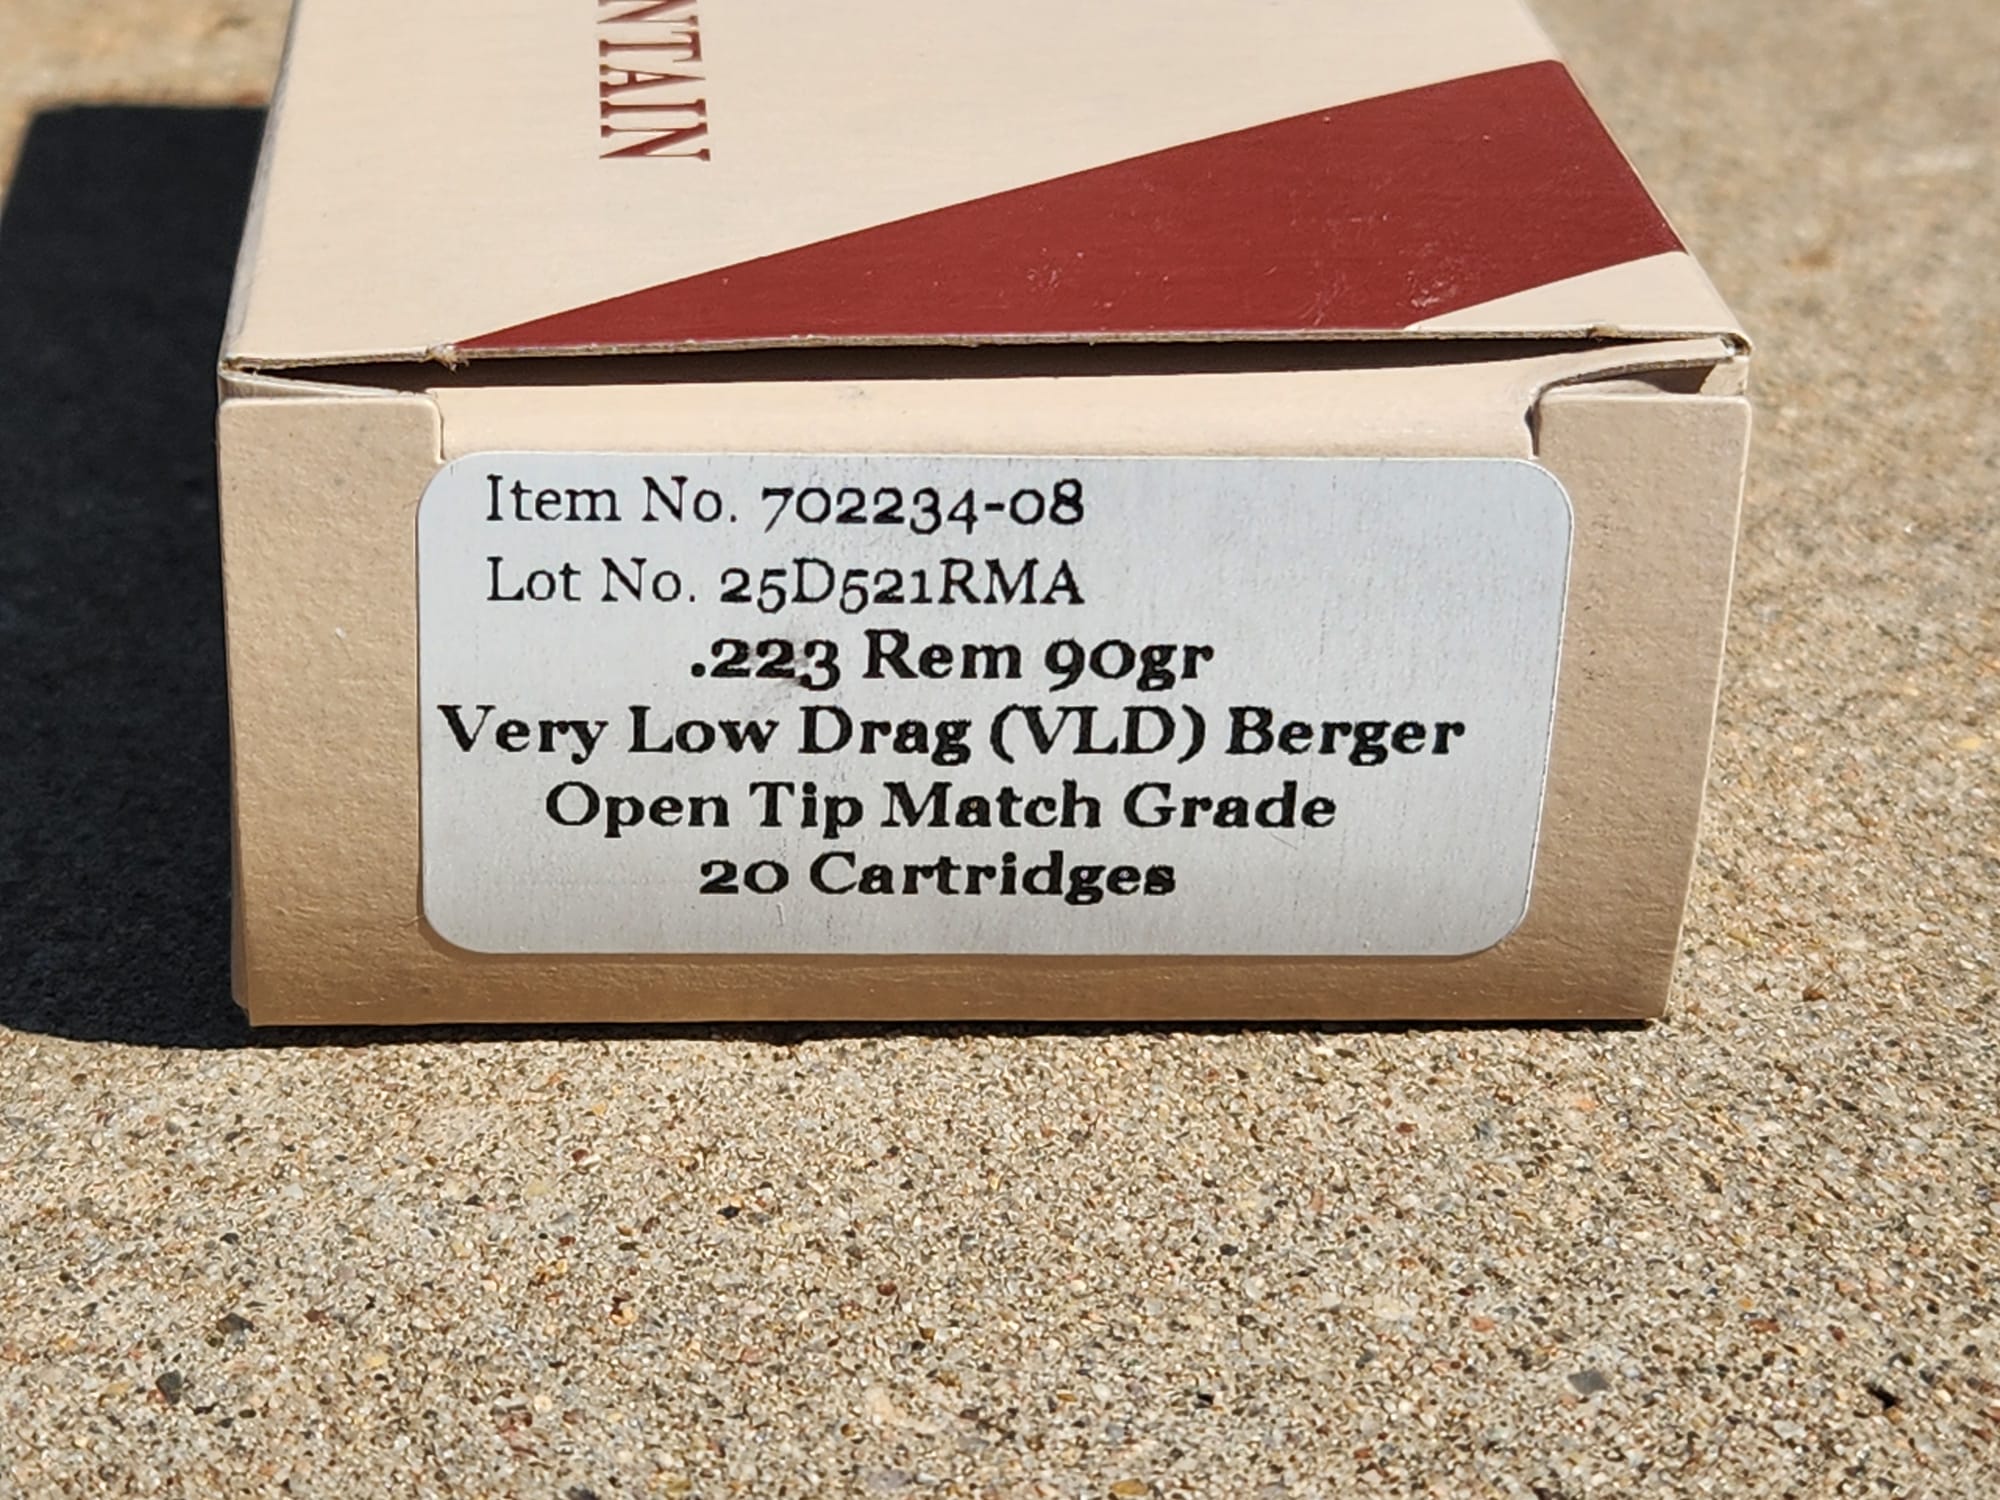 NTAIN
Item No. 702234-08
Lot No. 25D521RMA
.223 Rem 90gr
Very Low Drag (VLD) Berger
Open Tip Match Grade
20 Cartridges